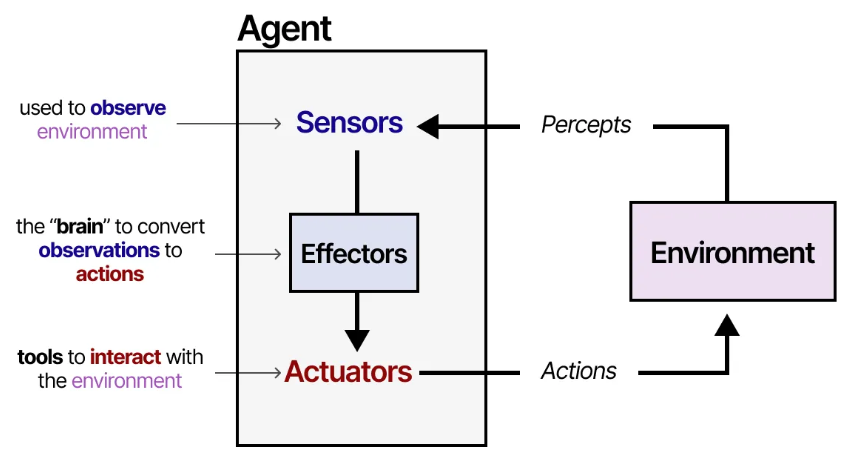 Agent
used to observe
environment
Sensors
Percepts
the “brain” to convert
observations to
actions
Effectors
Environment
tools to interact with
the environment
Actuators
Actions